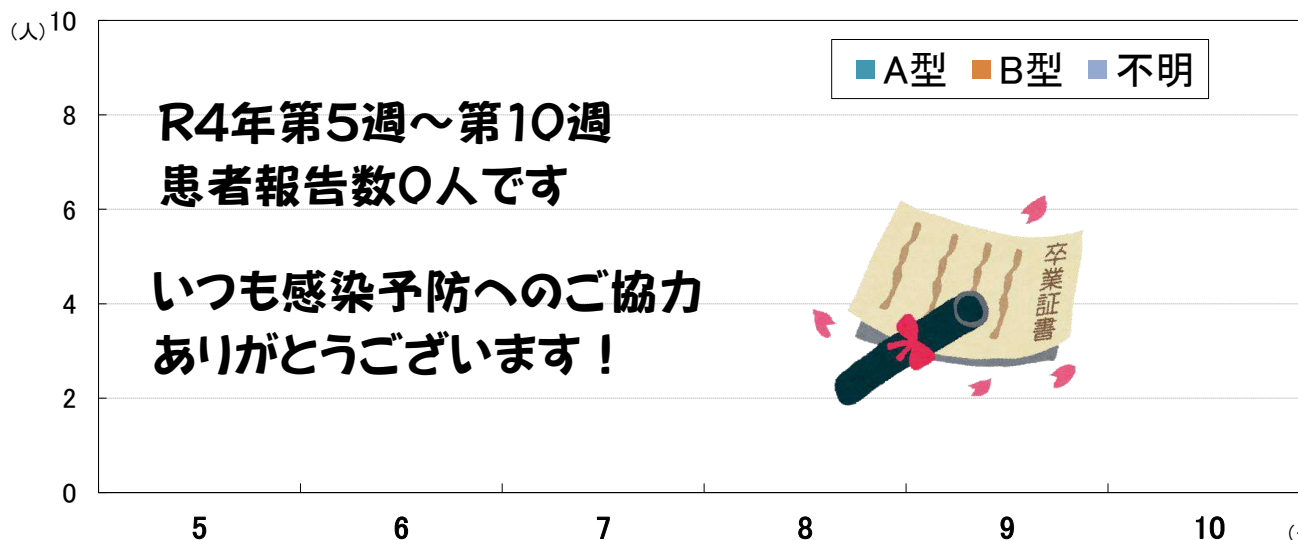 (人)
10
8
6
4
2
0
A型 B型 不明
R4年第5週～第10週
患者報告数0人です
いつも感染予防へのご協力
ありがとうございます！
卒業証書
5 6 7 8 9 10